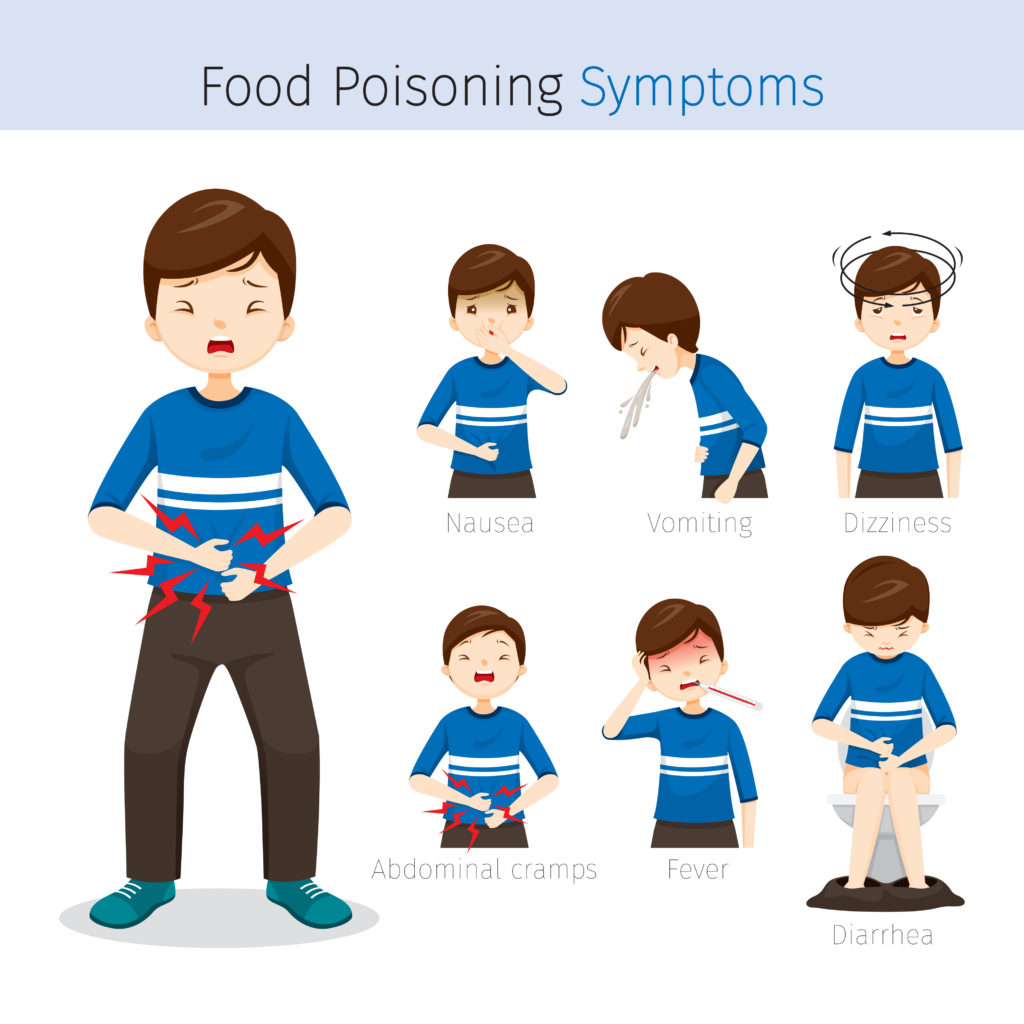 Food Poisoning Symptoms
Nausea
Vomiting
Dizziness
Abdominal cramps
Fever
Diarrhea